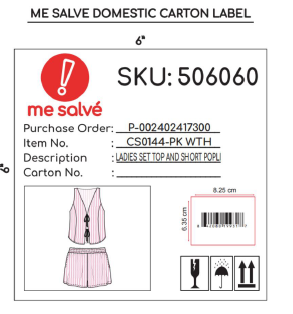 ME SALVE DOMESTIC CARTON LABEL
6"
SKU: 506060
me salvé
Purchase Order: P-002402417300
Item No. : CS0144-PK WTH
Description : LADIES SET TOP AND SHORT POPLI
Carton No. :
6"
8.25 cm
6.35 cm